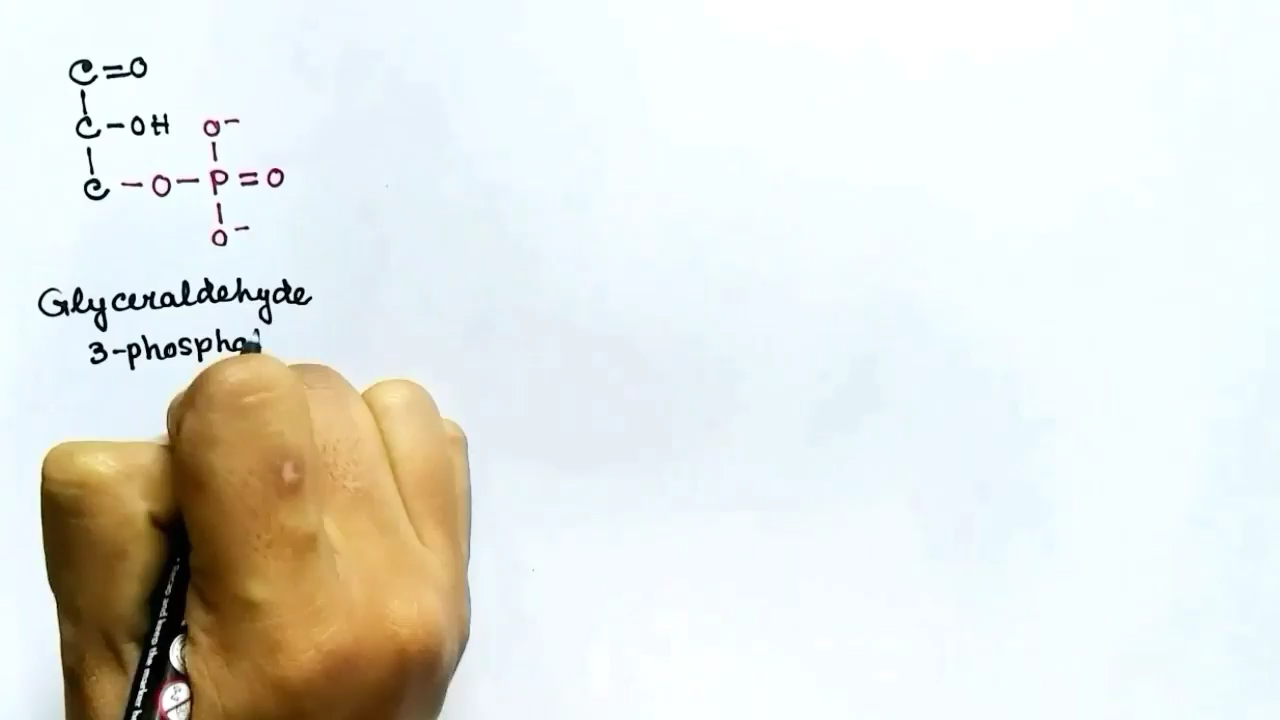 C=O
C-OH O⁻
C-O-P=O
O⁻
Glyceraldehyde
3-phospha